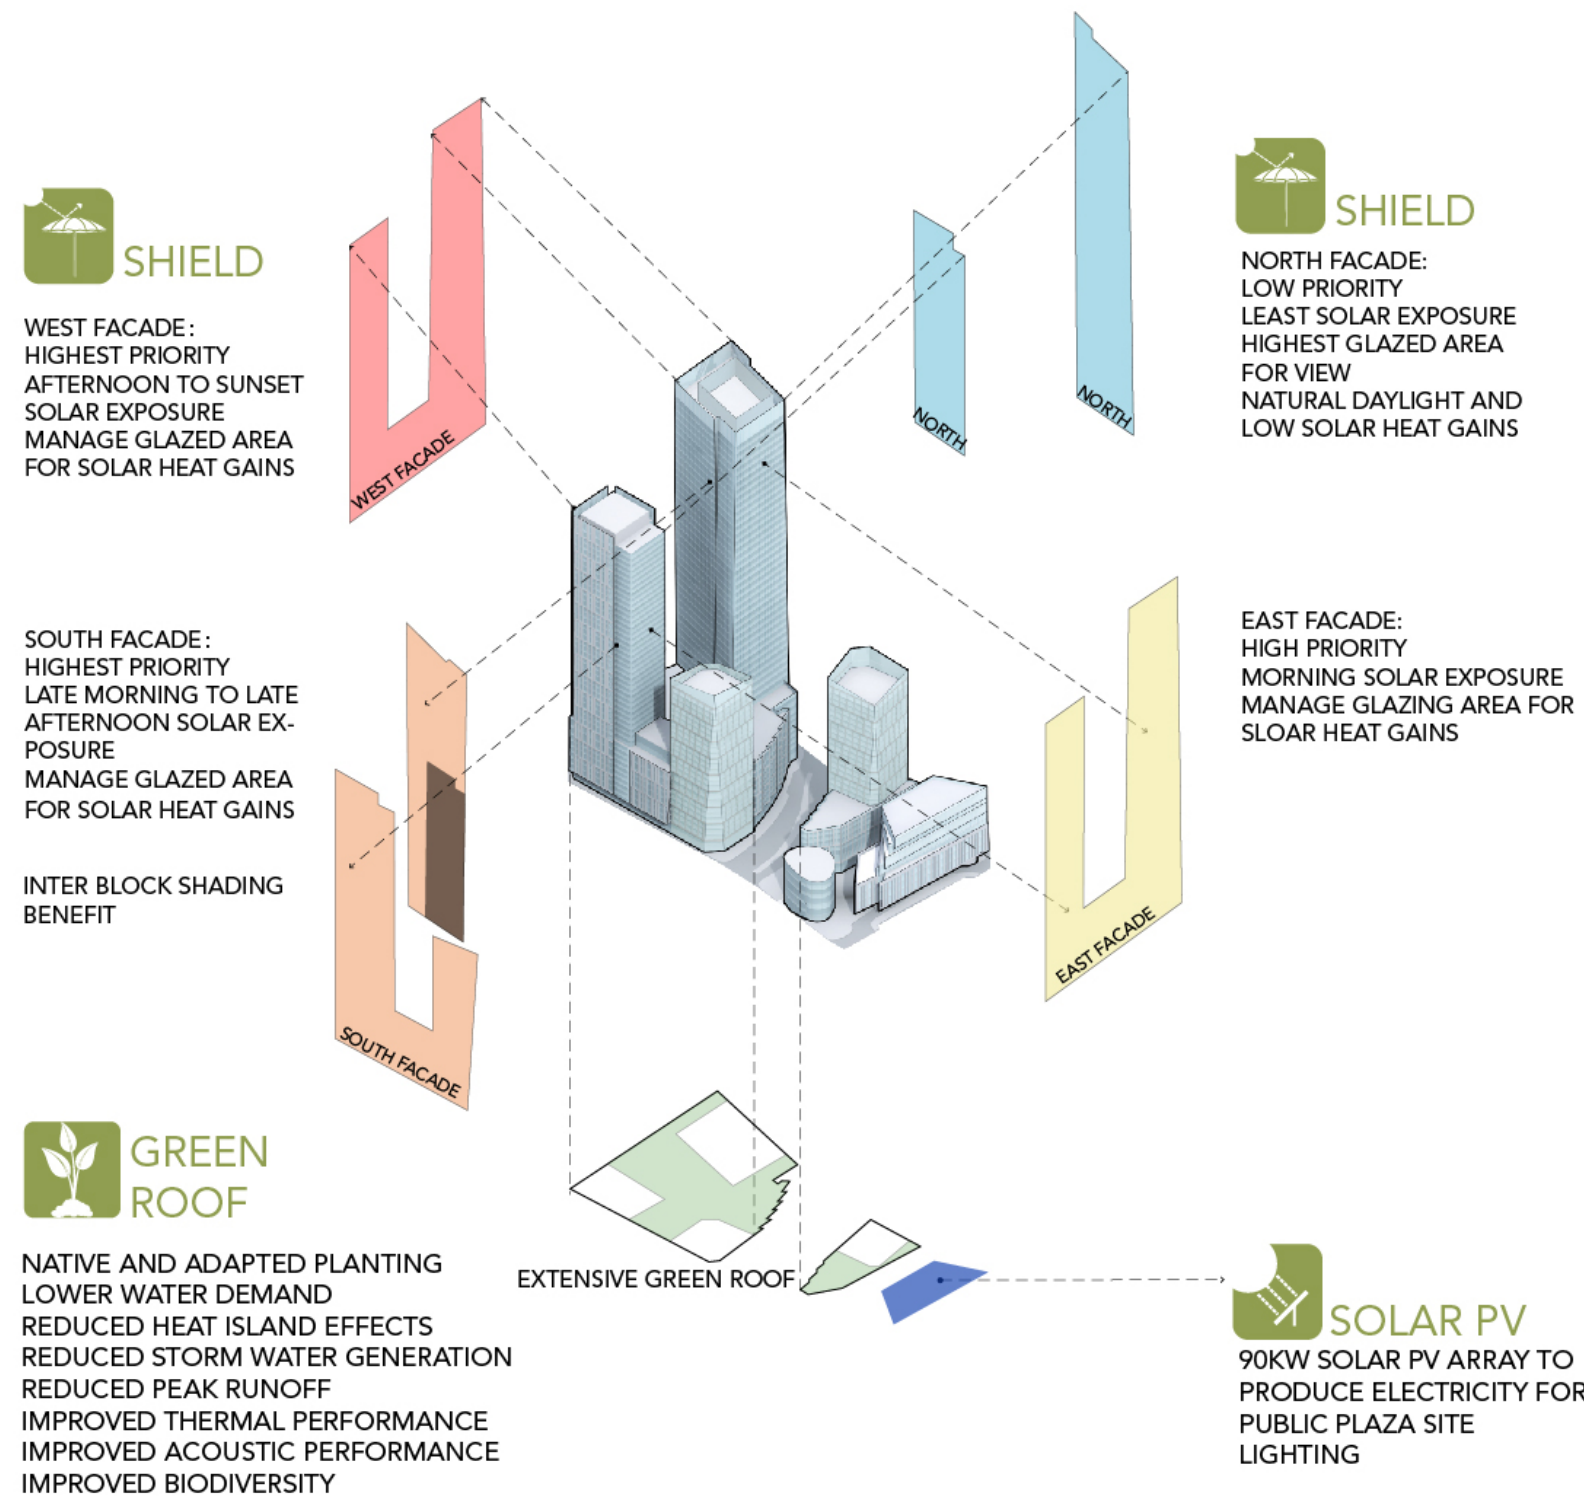 SHIELD
WEST FACADE:
HIGHEST PRIORITY
AFTERNOON TO SUNSET
SOLAR EXPOSURE
MANAGE GLAZED AREA
FOR SOLAR HEAT GAINS
WEST FACADE
NORTH
NORTH
SHIELD
NORTH FACADE:
LOW PRIORITY
LEAST SOLAR EXPOSURE
HIGHEST GLAZED AREA
FOR VIEW
NATURAL DAYLIGHT AND
LOW SOLAR HEAT GAINS
SOUTH FACADE:
HIGHEST PRIORITY
LATE MORNING TO LATE
AFTERNOON SOLAR EX-
POSURE
MANAGE GLAZED AREA
FOR SOLAR HEAT GAINS
INTER BLOCK SHADING
BENEFIT
SOUTH FACADE
EAST FACADE:
HIGH PRIORITY
MORNING SOLAR EXPOSURE
MANAGE GLAZING AREA FOR
SLOAR HEAT GAINS
EAST FACADE
GREEN
ROOF
NATIVE AND ADAPTED PLANTING
LOWER WATER DEMAND
REDUCED HEAT ISLAND EFFECTS
REDUCED STORM WATER GENERATION
REDUCED PEAK RUNOFF
IMPROVED THERMAL PERFORMANCE
IMPROVED ACOUSTIC PERFORMANCE
IMPROVED BIODIVERSITY
EXTENSIVE GREEN ROOF
SOLAR PV
90KW SOLAR PV ARRAY TO
PRODUCE ELECTRICITY FOR
PUBLIC PLAZA SITE
LIGHTING